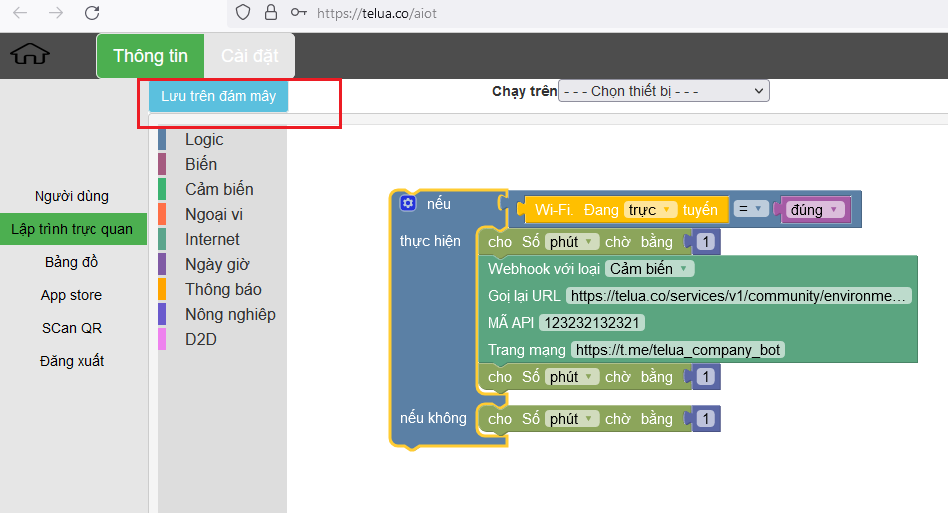 https://telua.co/aiot
Thông tin
Cài đặt
Lưu trên đám mây
Chạy trên
- - - Chọn thiết bị - - -
Người dùng
Lập trình trực quan
Bảng đồ
App store
SCan QR
Đăng xuất
Logic
Biến
Cảm biến
Ngoại vi
Internet
Ngày giờ
Thông báo
Nông nghiêp
D2D
nếu Wi-Fi. Đang trực tuyến = đúng
thực hiện cho Số phút chờ bằng 1
Webhook với loại Cảm biến
Gọi lại URL https://telua.co/services/v1/community/environme…
MÃ API 123232132321
Trang mạng https://t.me/telua_company_bot
cho Số phút chờ bằng 1
nếu không cho Số phút chờ bằng 1